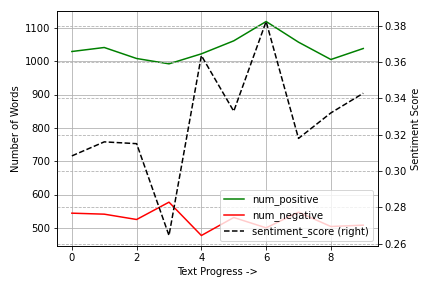 1100
1000
900
800
700
600
500
Number of Words
0.38
0.36
0.34
0.32
0.30
0.28
0.26
Sentiment Score
num_positive
num_negative
sentiment_score (right)
0 2 4 6 8
Text Progress ->